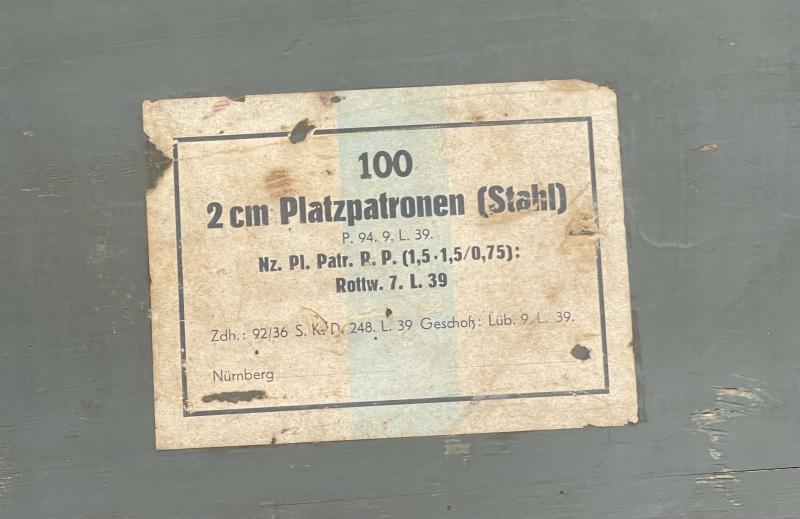 100
2 cm Platzpatronen (Stahl)
P. 94. 9. L. 39.
Nz. Pl. Patr. R. P. (1,5·1,5/0,75):
Rottw. 7. L. 39
Zdh.: 92/36 S. K. D. 248. L. 39 Geschoß: Lüb. 9. L. 39.
Nürnberg